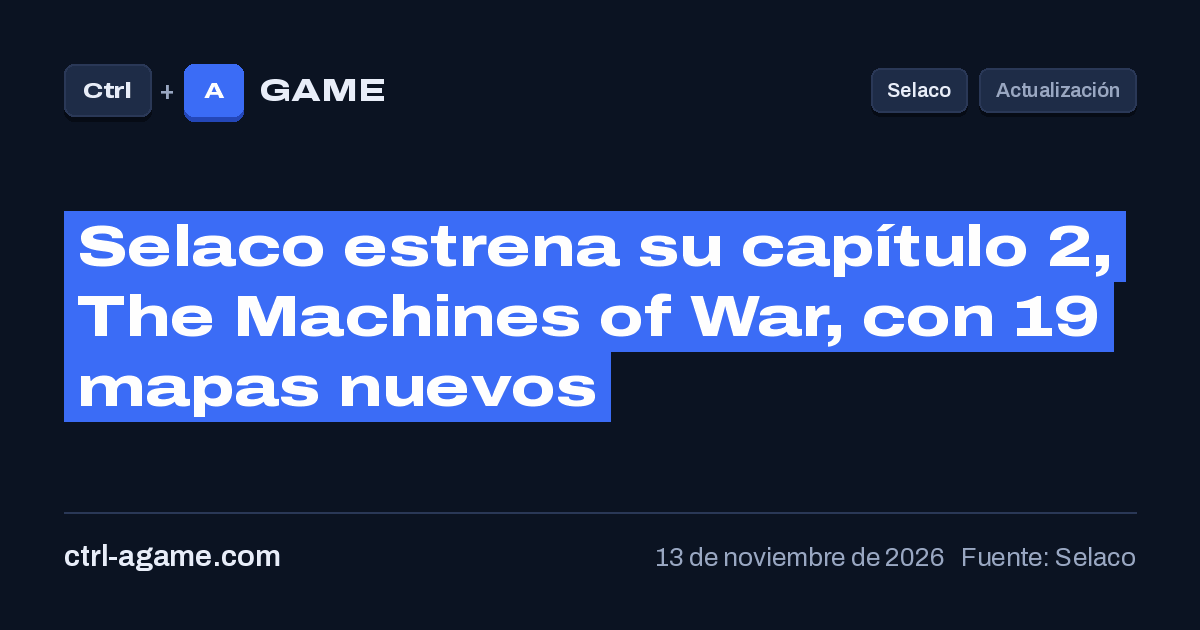 Ctrl + A GAME
Selaco Actualización
Selaco estrena su capítulo 2,
The Machines of War, con 19
mapas nuevos
ctrl-agame.com
13 de noviembre de 2026 Fuente: Selaco